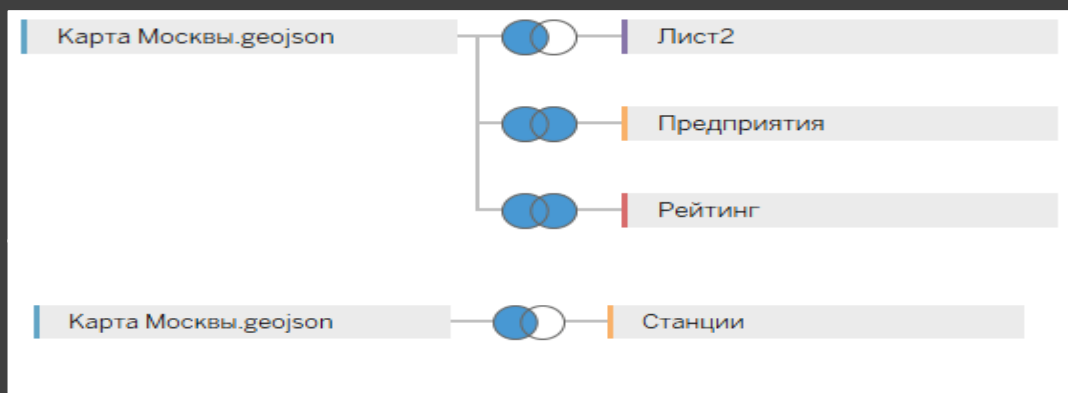 Карта Москвы.geojson
Лист2
Предприятия
Рейтинг
Карта Москвы.geojson
Станции